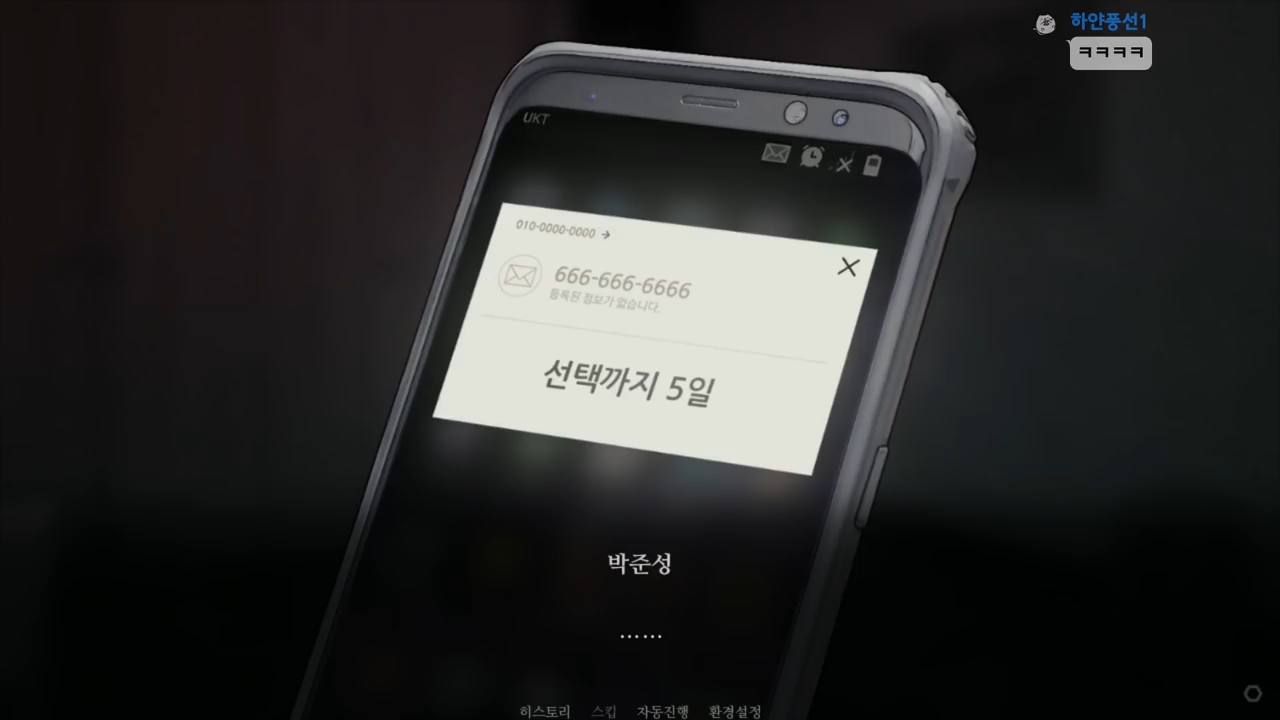 하얀풍선1
ㅋㅋㅋㅋ
UKT
010-0000-0000 →
666-666-6666
등록된 정보가 없습니다.
선택까지 5일
박준성
……
히스토리 스킵 자동진행 환경설정